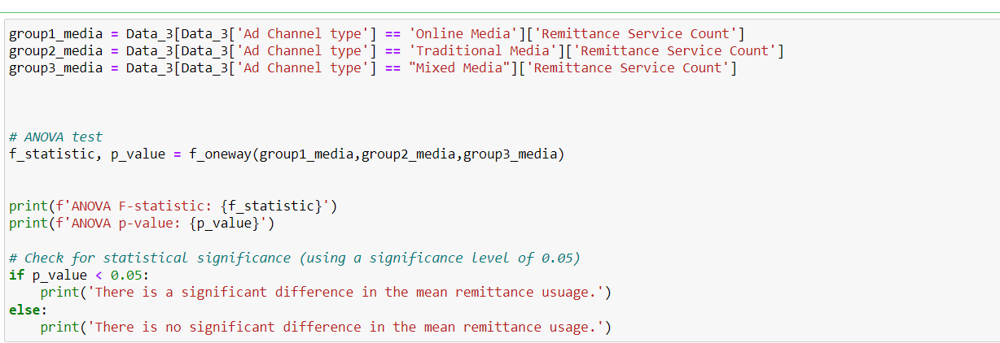 group1_media = Data_3[Data_3['Ad Channel type'] == 'Online Media']['Remittance Service Count']
group2_media = Data_3[Data_3['Ad Channel type'] == 'Traditional Media']['Remittance Service Count']
group3_media = Data_3[Data_3['Ad Channel type'] == "Mixed Media"]['Remittance Service Count']
# ANOVA test
f_statistic, p_value = f_oneway(group1_media,group2_media,group3_media)
print(f'ANOVA F-statistic: {f_statistic}')
print(f'ANOVA p-value: {p_value}')
# Check for statistical significance (using a significance level of 0.05)
if p_value < 0.05:
    print('There is a significant difference in the mean remittance usuage.')
else:
    print('There is no significant difference in the mean remittance usage.')